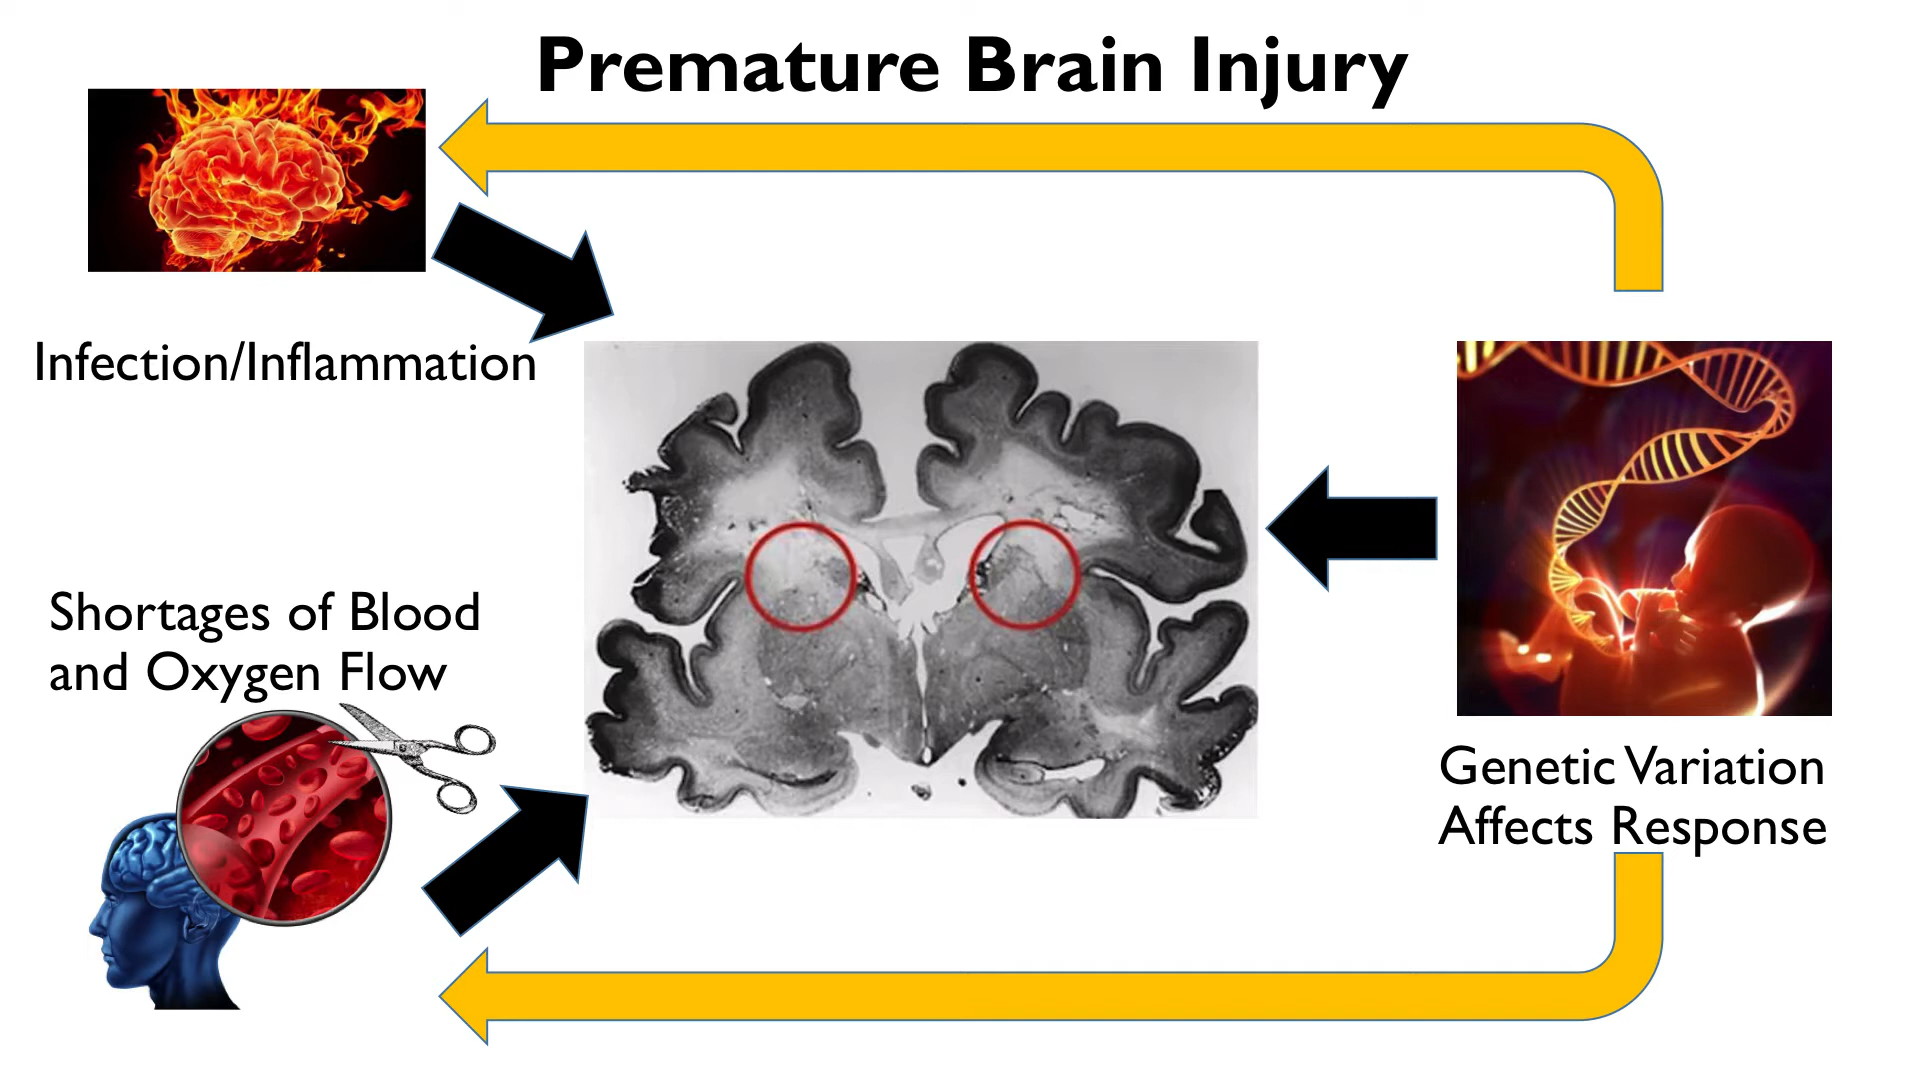 Premature Brain Injury
Infection/Inflammation
Shortages of Blood
and Oxygen Flow
Genetic Variation
Affects Response